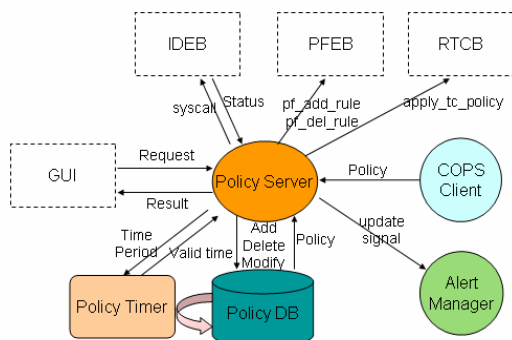 IDEB
PFEB
RTCB
syscall
Status
pf_add_rule
pf_del_rule
apply_tc_policy
GUI
Request
Result
Policy Server
Policy
COPS
Client
Time
Period
Valid time
Add
Delete
Modify
Policy
update
signal
Policy Timer
Policy DB
Alert
Manager